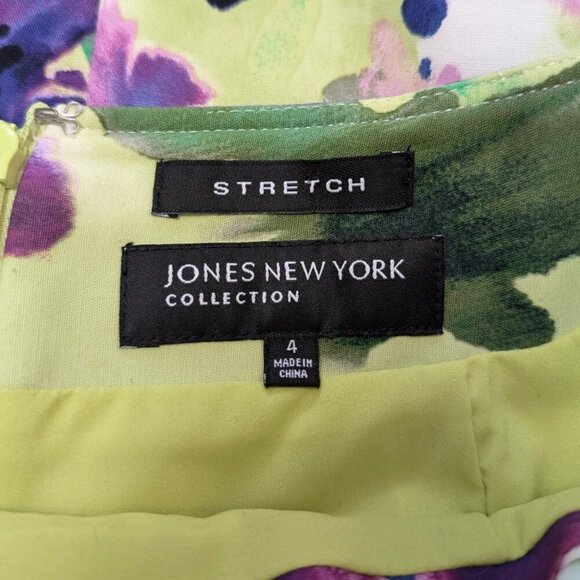 STRETCH
JONES NEW YORK
COLLECTION
4
MADE IN
CHINA